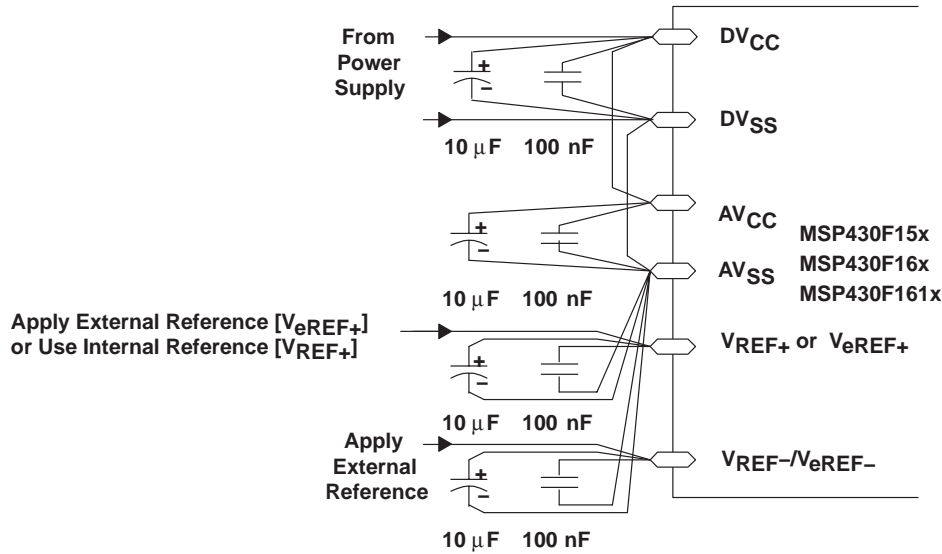 From
Power
Supply
DVCC
+
−
DVSS
10 μF 100 nF
AVCC
+
−
MSP430F15x
AVSS
MSP430F16x
MSP430F161x
10 μF 100 nF
Apply External Reference [VeREF+]
or Use Internal Reference [VREF+]
VREF+ or VeREF+
+
−
10 μF 100 nF
Apply
External
Reference
VREF−/VeREF−
+
−
10 μF 100 nF